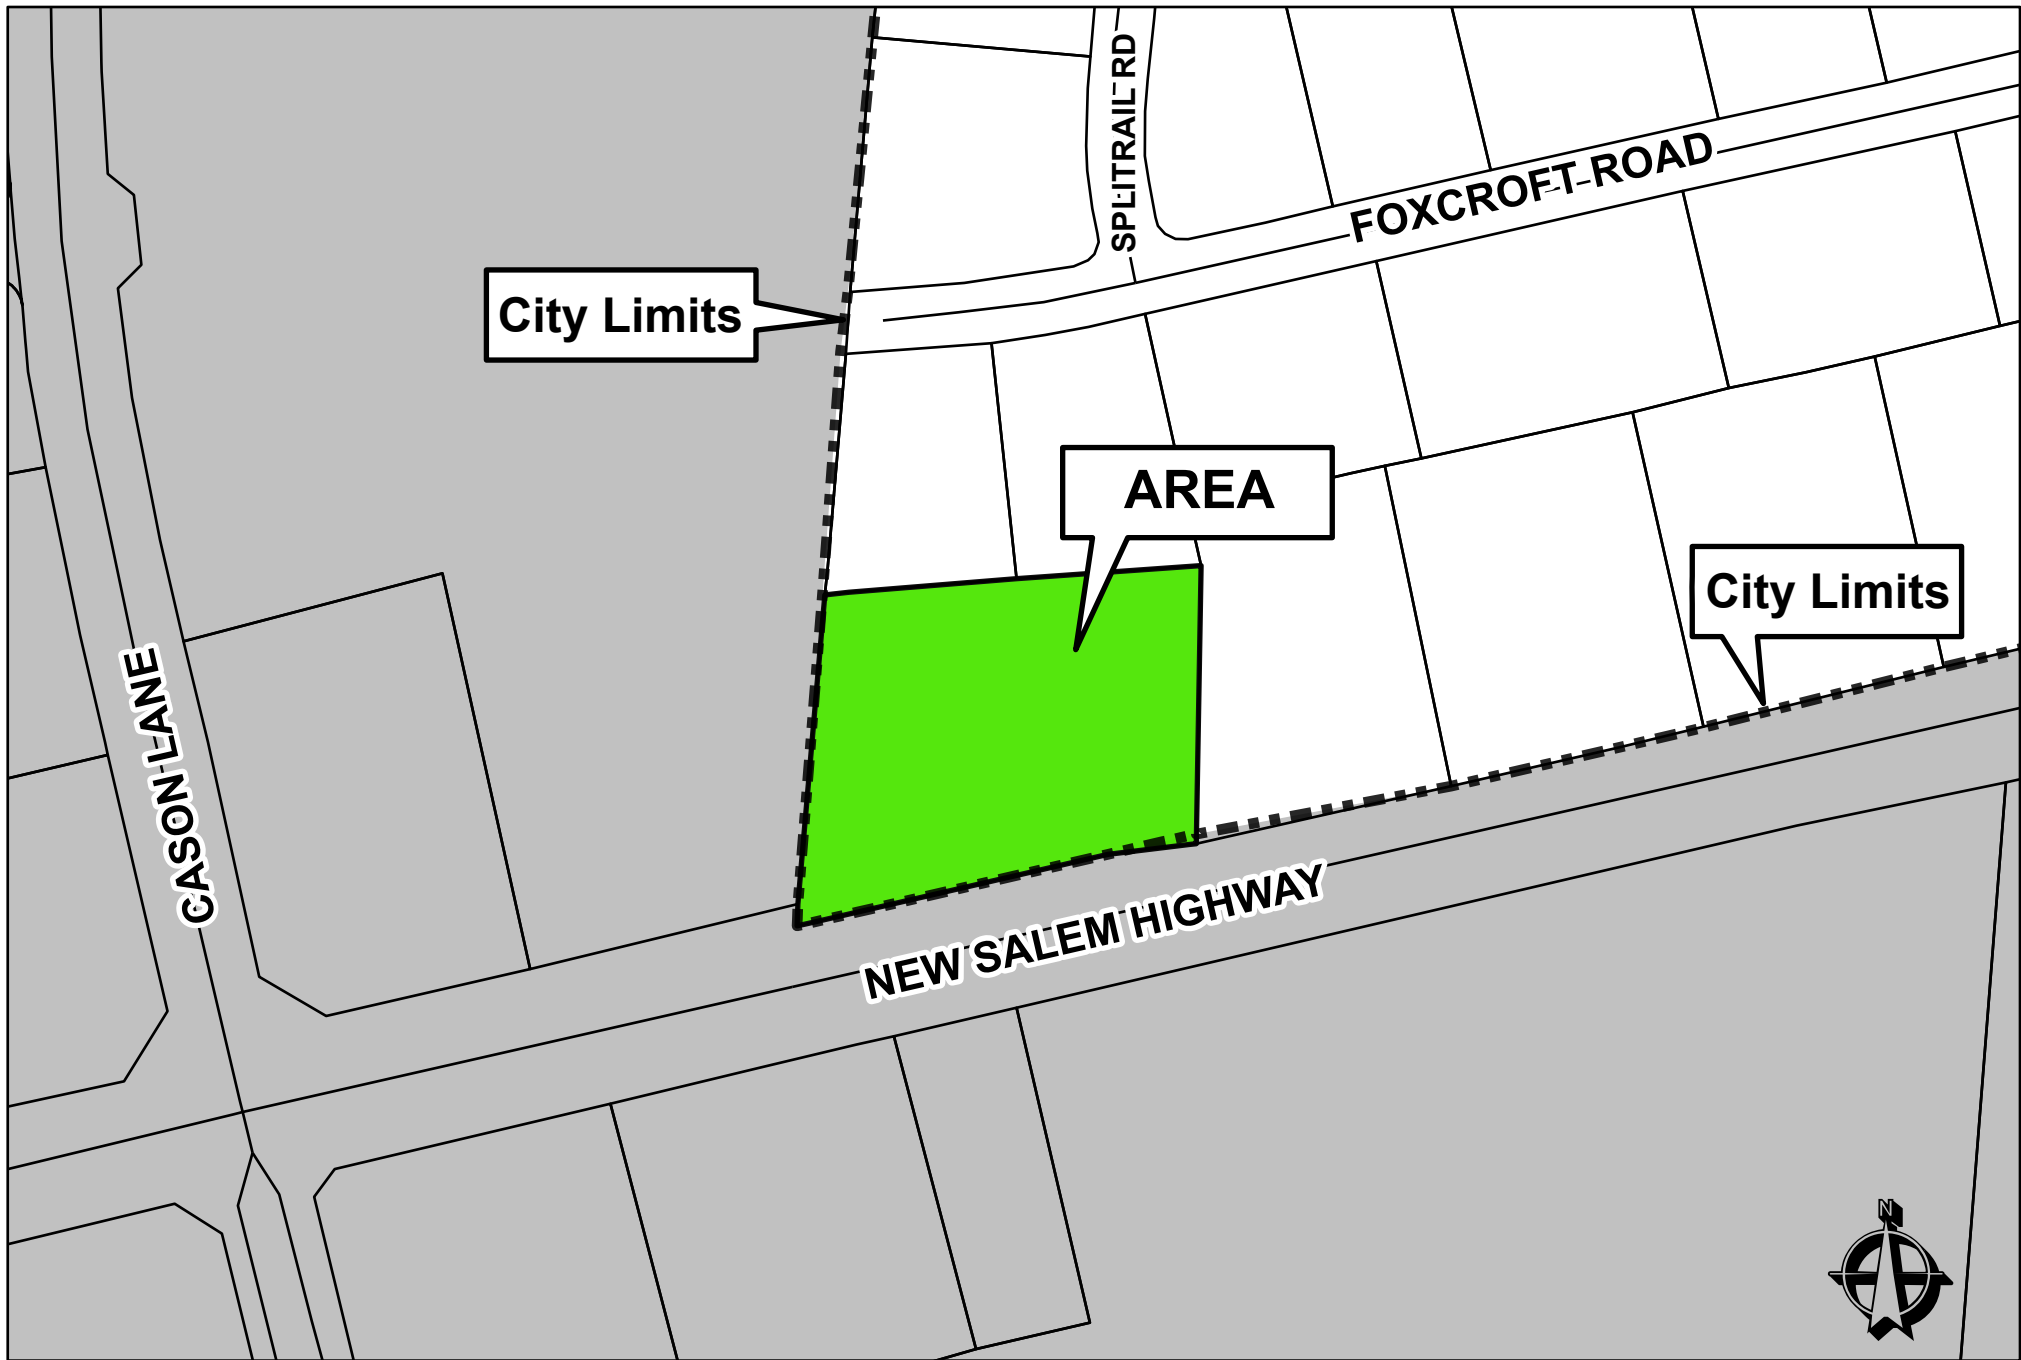 SPLITRAIL RD
FOXCROFT ROAD
City Limits
AREA
City Limits
CASON LANE
NEW SALEM HIGHWAY
N